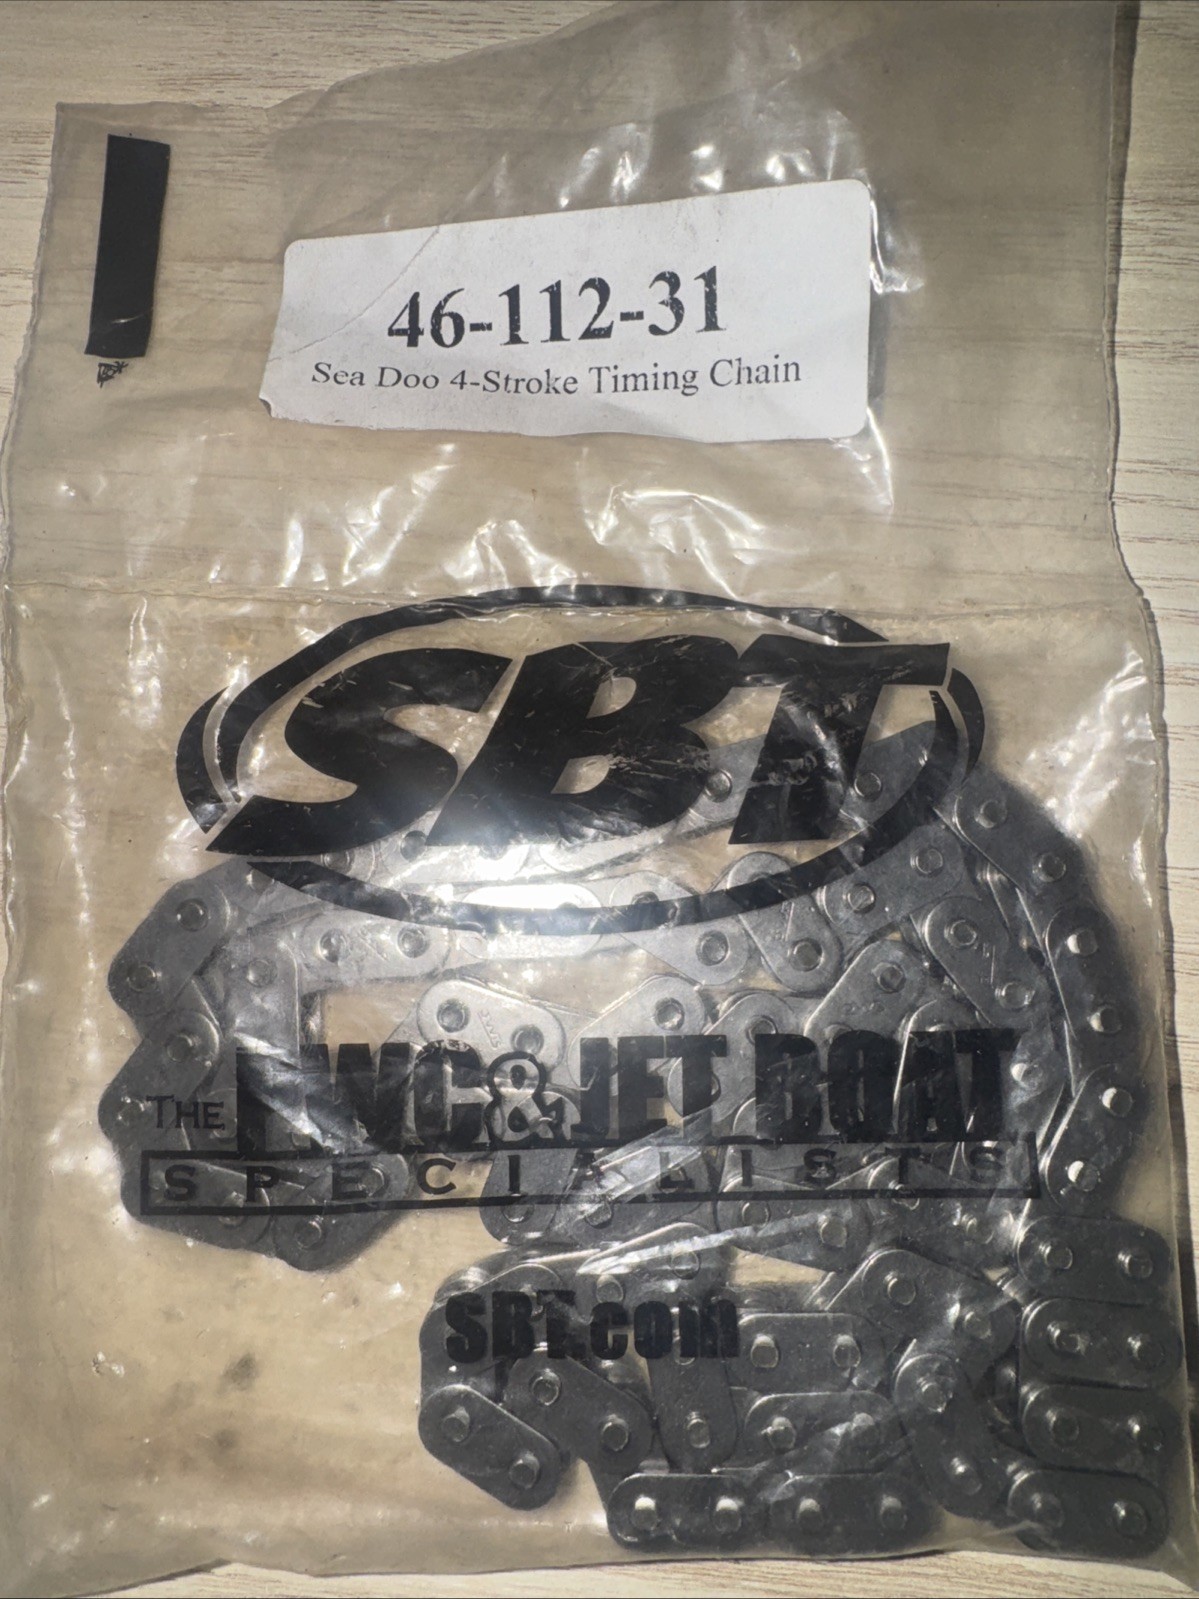 46-112-31
Sea Doo 4-Stroke Timing Chain
SBT
THE PWC & JET BOAT
SPECIALISTS
SBT.com